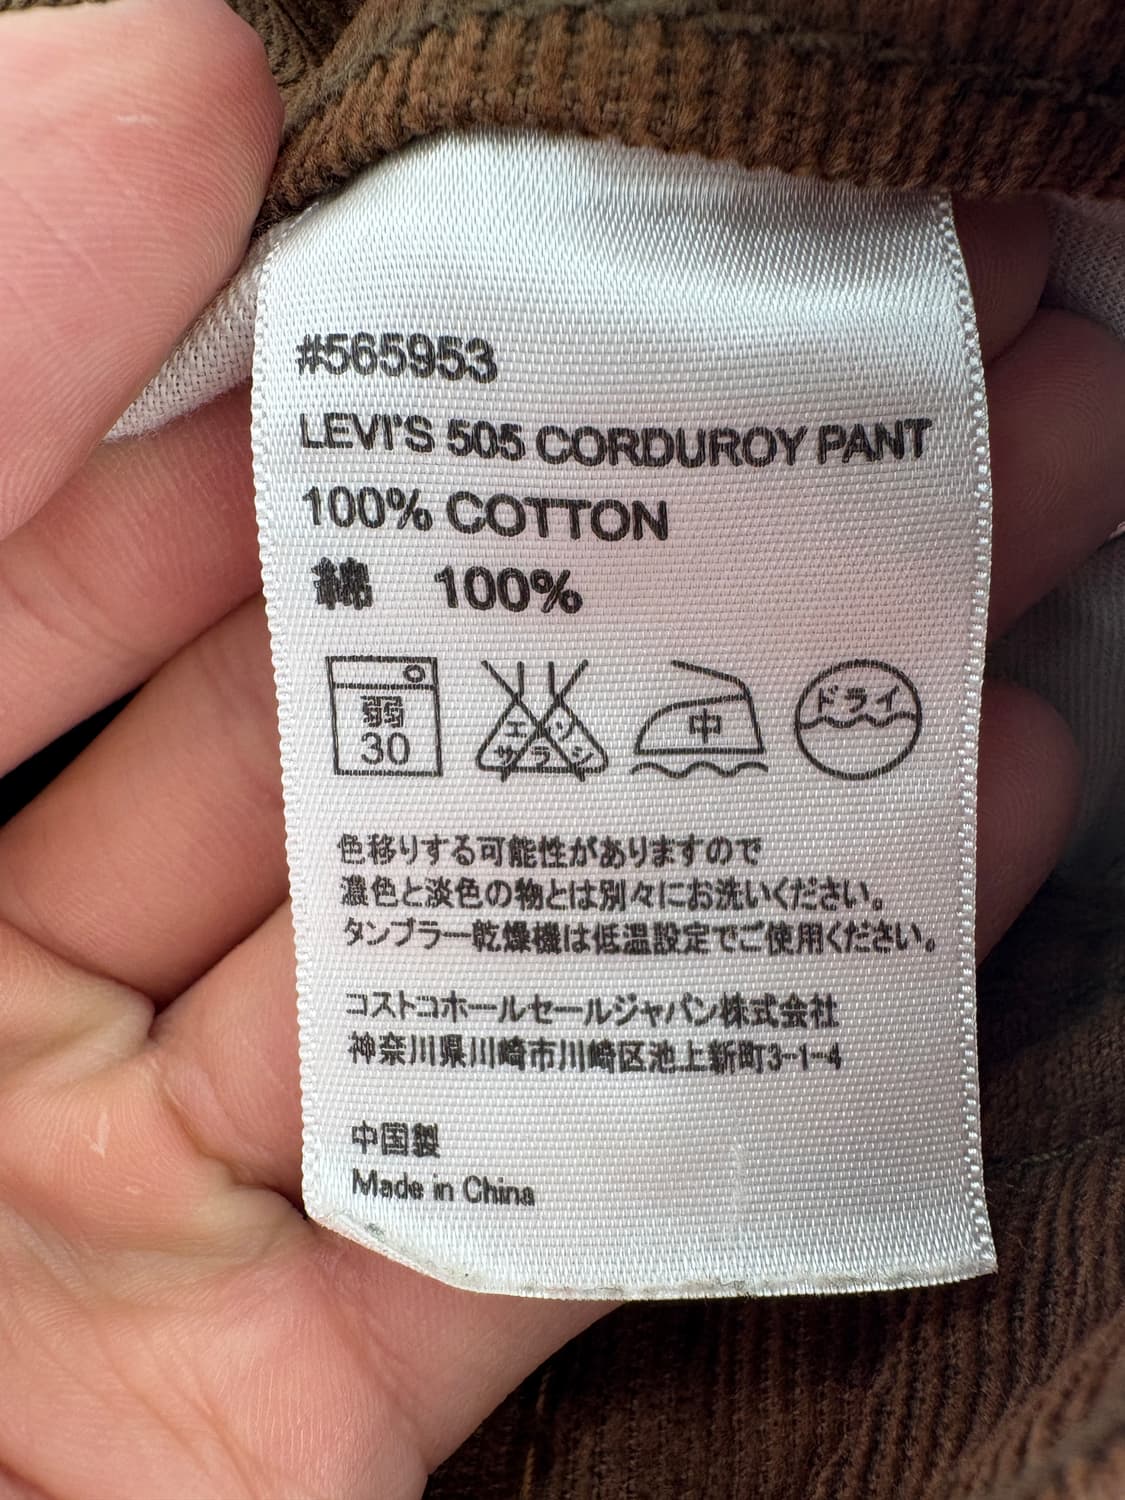 #565953
LEVI'S 505 CORDUROY PANT
100% COTTON
綿 100%
弱 30 エンソサラシ 中 ドライ
色移りする可能性がありますので
濃色と淡色の物とは別々にお洗いください。
タンブラー乾燥機は低温設定でご使用ください。
コストコホールセールジャパン株式会社
神奈川県川崎市川崎区池上新町3-1-4
中国製
Made in China